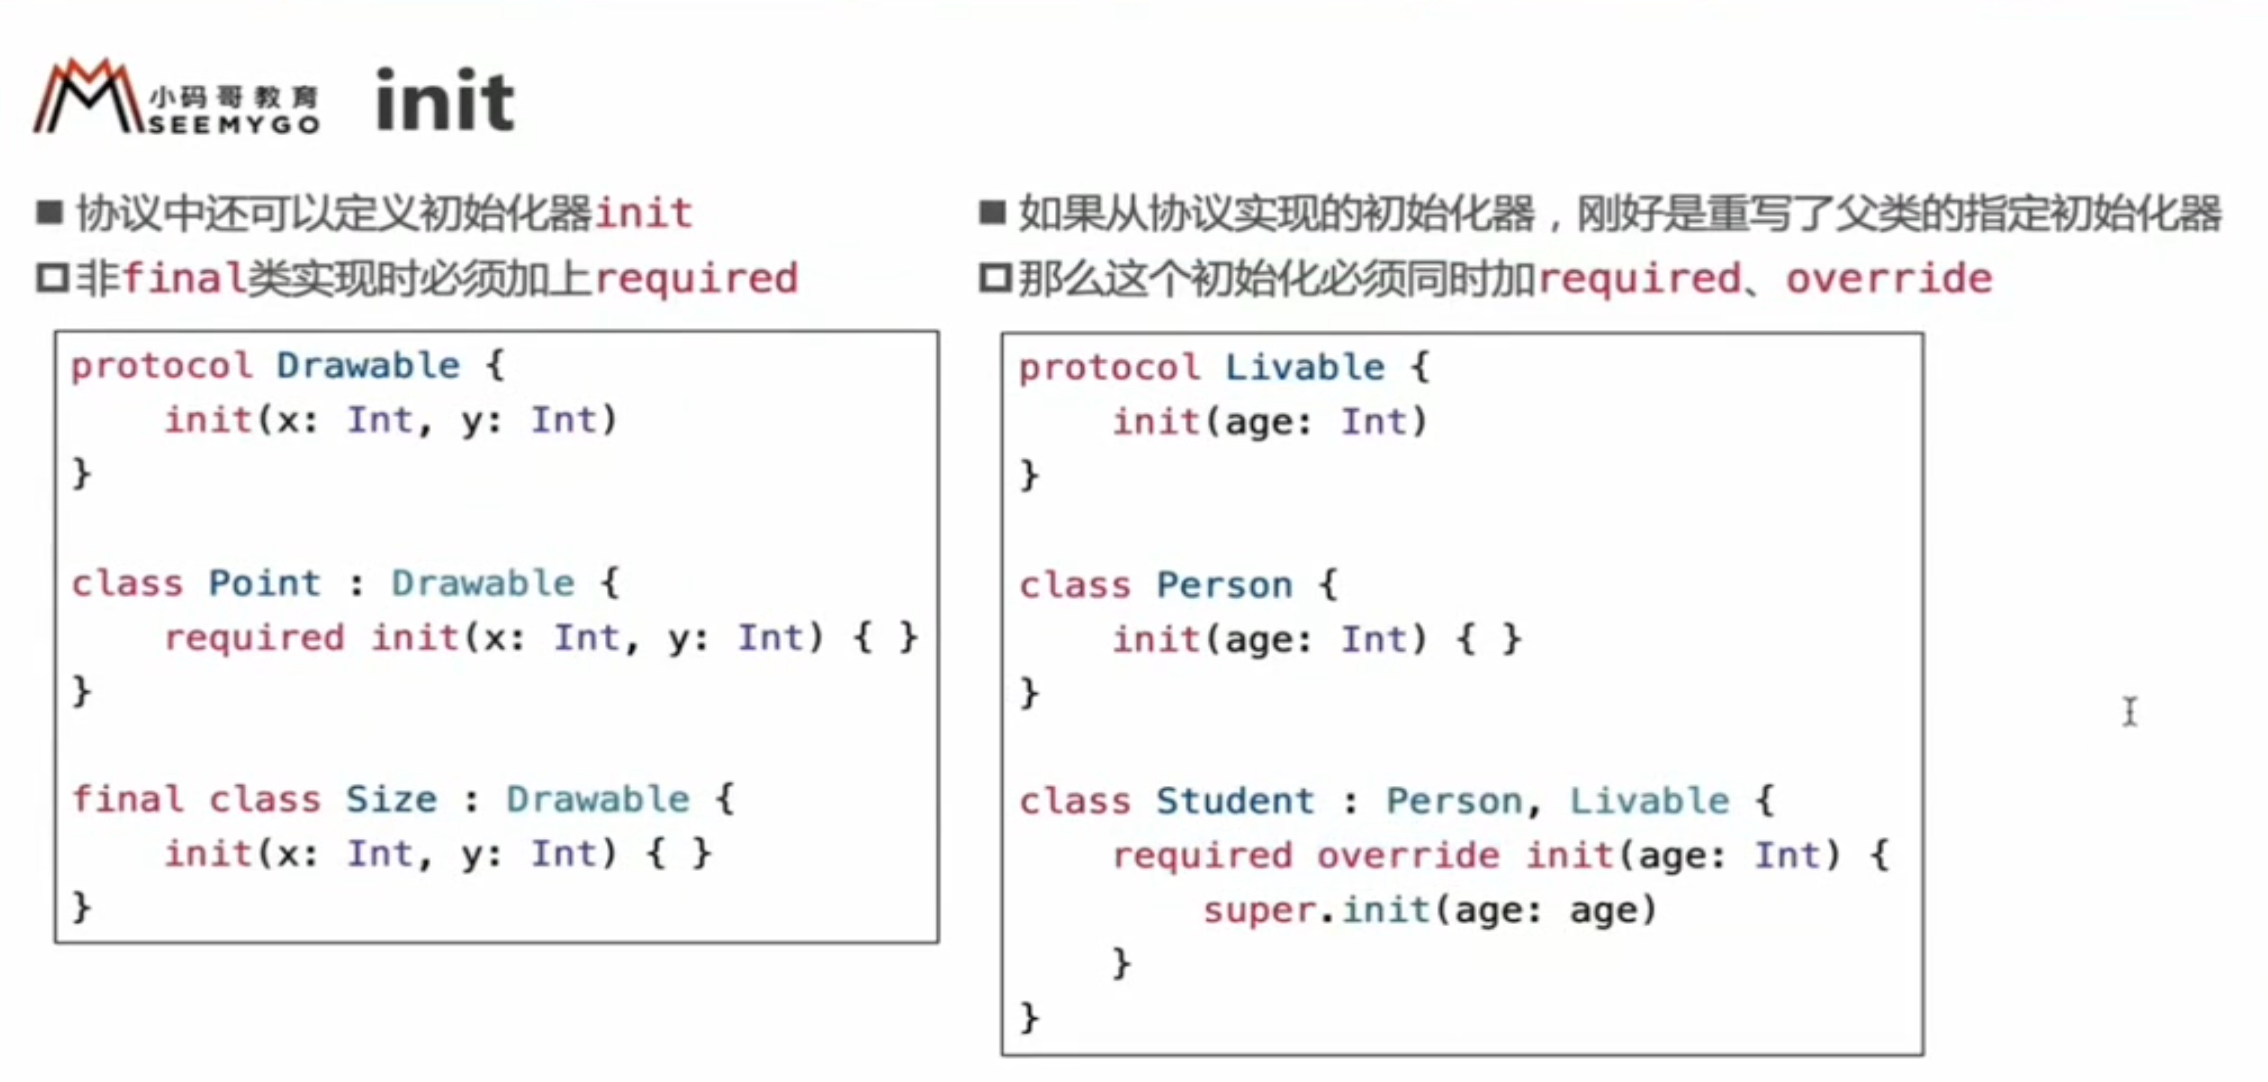 小码哥教育
SEEMYGO
init
■ 协议中还可以定义初始化器init
□ 非final类实现时必须加上required
protocol Drawable {
    init(x: Int, y: Int)
}
class Point : Drawable {
    required init(x: Int, y: Int) { }
}
final class Size : Drawable {
    init(x: Int, y: Int) { }
}
■ 如果从协议实现的初始化器，刚好是重写了父类的指定初始化器
□ 那么这个初始化必须同时加required、override
protocol Livable {
    init(age: Int)
}
class Person {
    init(age: Int) { }
}
class Student : Person, Livable {
    required override init(age: Int) {
        super.init(age: age)
    }
}